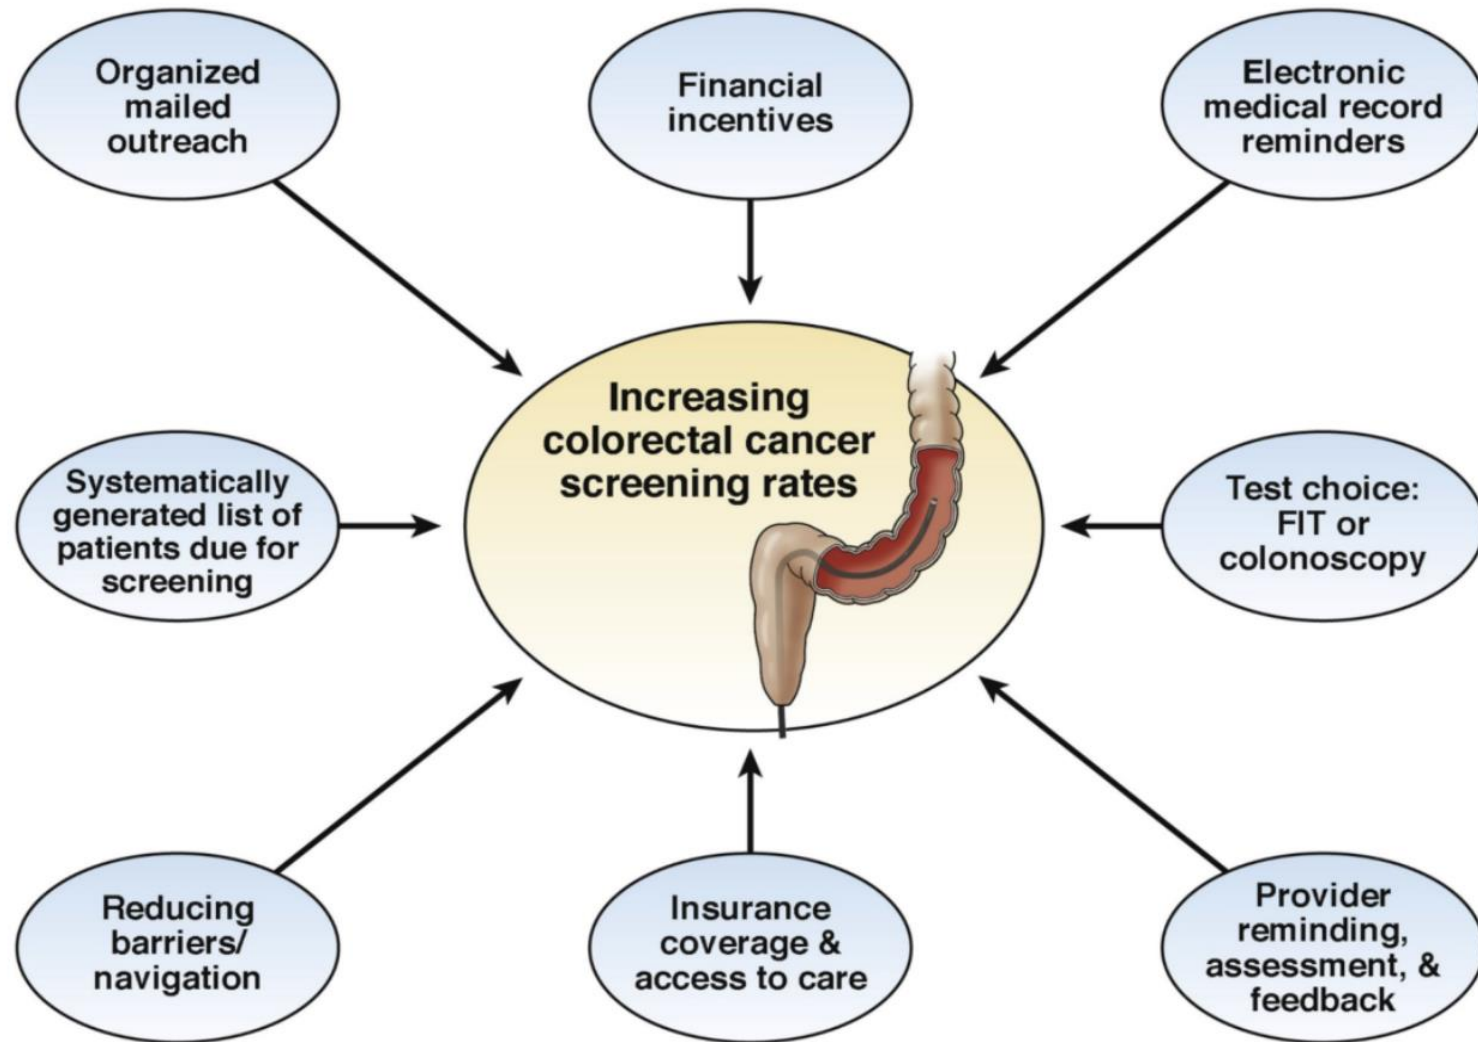 Organized
mailed
outreach
Financial
incentives
Electronic
medical record
reminders
Increasing
colorectal cancer
screening rates
Systematically
generated list of
patients due for
screening
Test choice:
FIT or
colonoscopy
Reducing
barriers/
navigation
Insurance
coverage &
access to care
Provider
reminding,
assessment, &
feedback